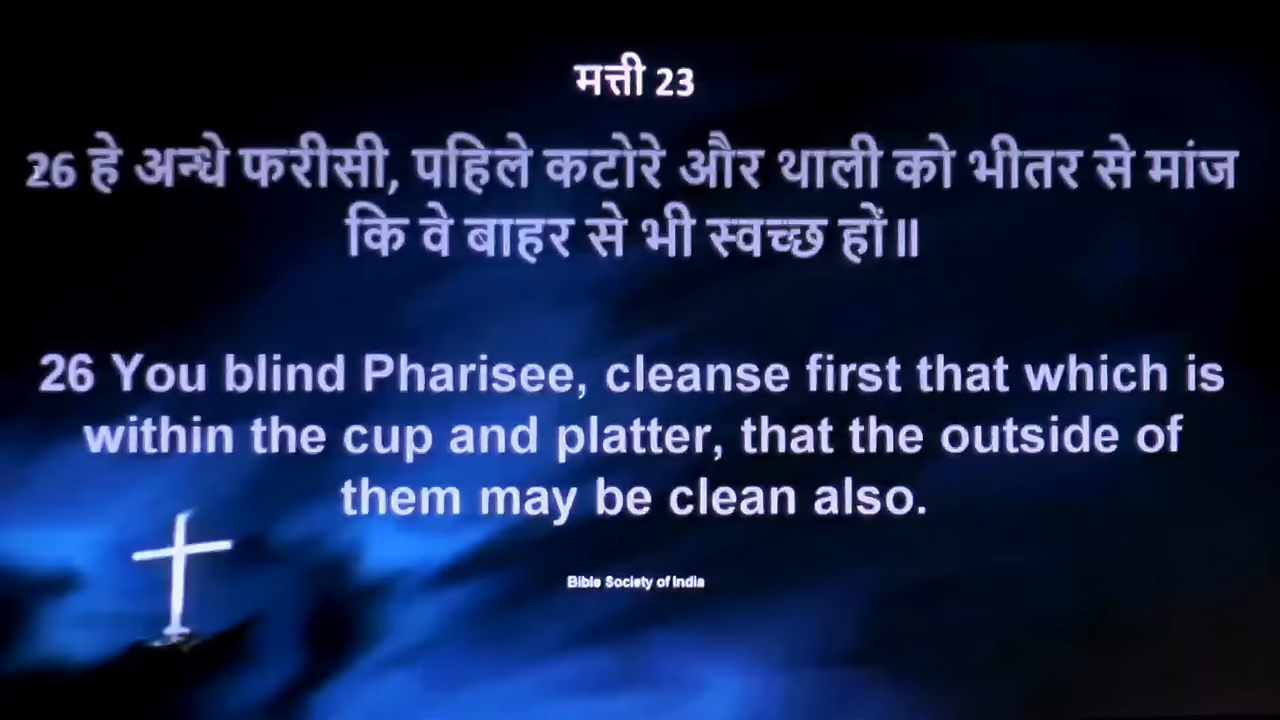 मत्ती 23
26 हे अन्धे फरीसी, पहिले कटोरे और थाली को भीतर से मांज
कि वे बाहर से भी स्वच्छ हों॥
26 You blind Pharisee, cleanse first that which is
within the cup and platter, that the outside of
them may be clean also.
Bible Society of India